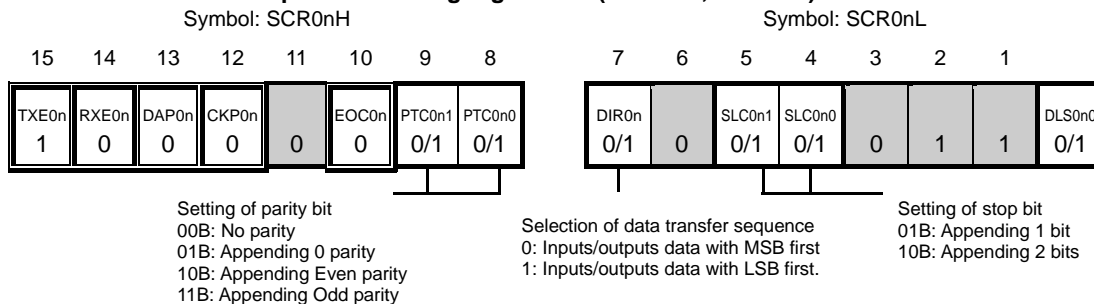 Symbol: SCR0nH
Symbol: SCR0nL
15 14 13 12 11 10 9 8 7 6 5 4 3 2 1
TXE0n RXE0n DAP0n CKP0n EOC0n PTC0n1 PTC0n0 DIR0n SLC0n1 SLC0n0 DLS0n0
1 0 0 0 0 0 0/1 0/1 0/1 0 0/1 0/1 0 1 1 0/1
Setting of parity bit
00B: No parity
01B: Appending 0 parity
10B: Appending Even parity
11B: Appending Odd parity
Selection of data transfer sequence
0: Inputs/outputs data with MSB first
1: Inputs/outputs data with LSB first.
Setting of stop bit
01B: Appending 1 bit
10B: Appending 2 bits